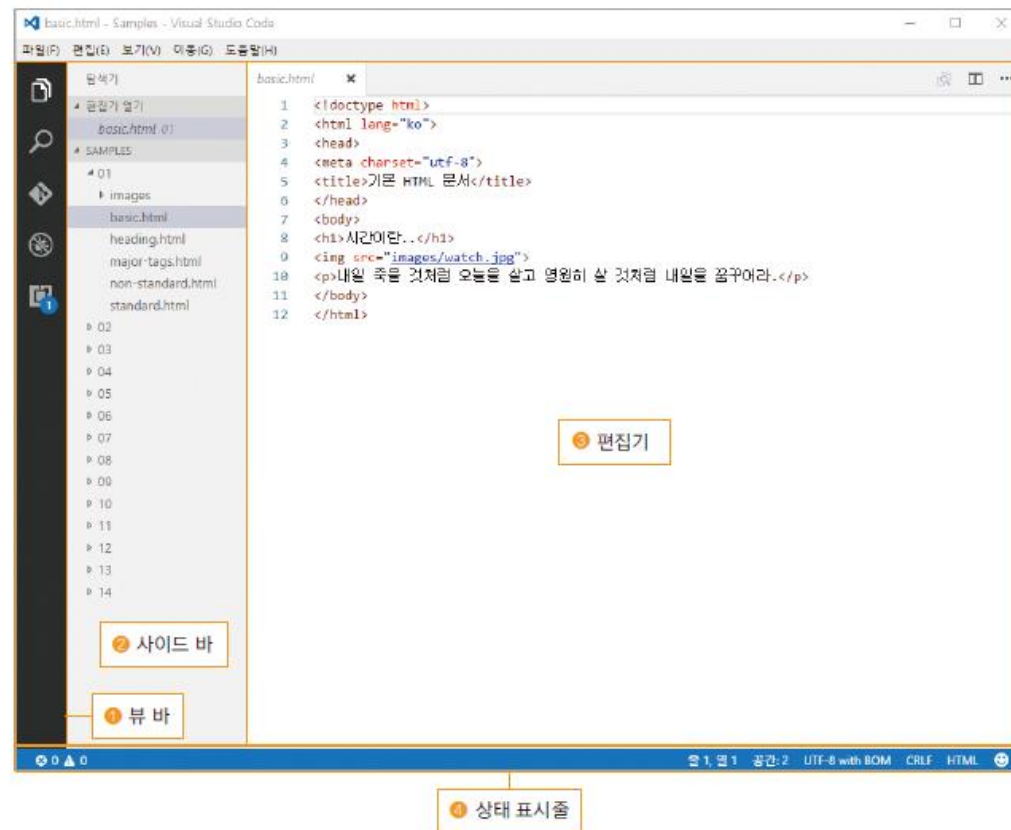 basic.html - Samples - Visual Studio Code
파일(F) 편집(E) 보기(V) 이동(G) 도움말(H)
탐색기
편집기 열기
basic.html 01
SAMPLES
01
images
basic.html
heading.html
major-tags.html
non-standard.html
standard.html
02
03
04
05
06
07
08
09
10
11
12
13
14
❷ 사이드 바
❶ 뷰 바
1
basic.html
1 <!doctype html>
2 <html lang="ko">
3 <head>
4 <meta charset="utf-8">
5 <title>기본 HTML 문서</title>
6 </head>
7 <body>
8 <h1>시간이란..</h1>
9 <img src="images/watch.jpg">
10 <p>내일 죽을 것처럼 오늘을 살고 영원히 살 것처럼 내일을 꿈꾸어라.</p>
11 </body>
12 </html>
❸ 편집기
0 0
줄 1, 열 1 공간: 2 UTF-8 with BOM CRLF HTML
❹ 상태 표시줄